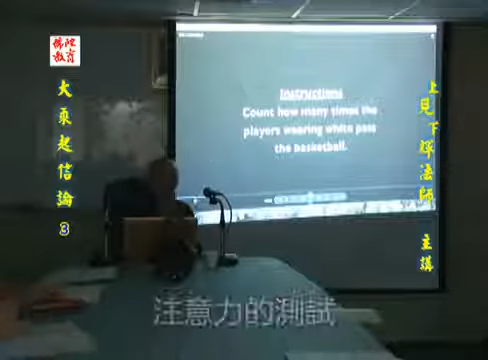 佛陀
教育
大乘起信論 3
Instructions
Count how many times the
players wearing white pass
the basketball.
上見下輝法師 主講
注意力的測試